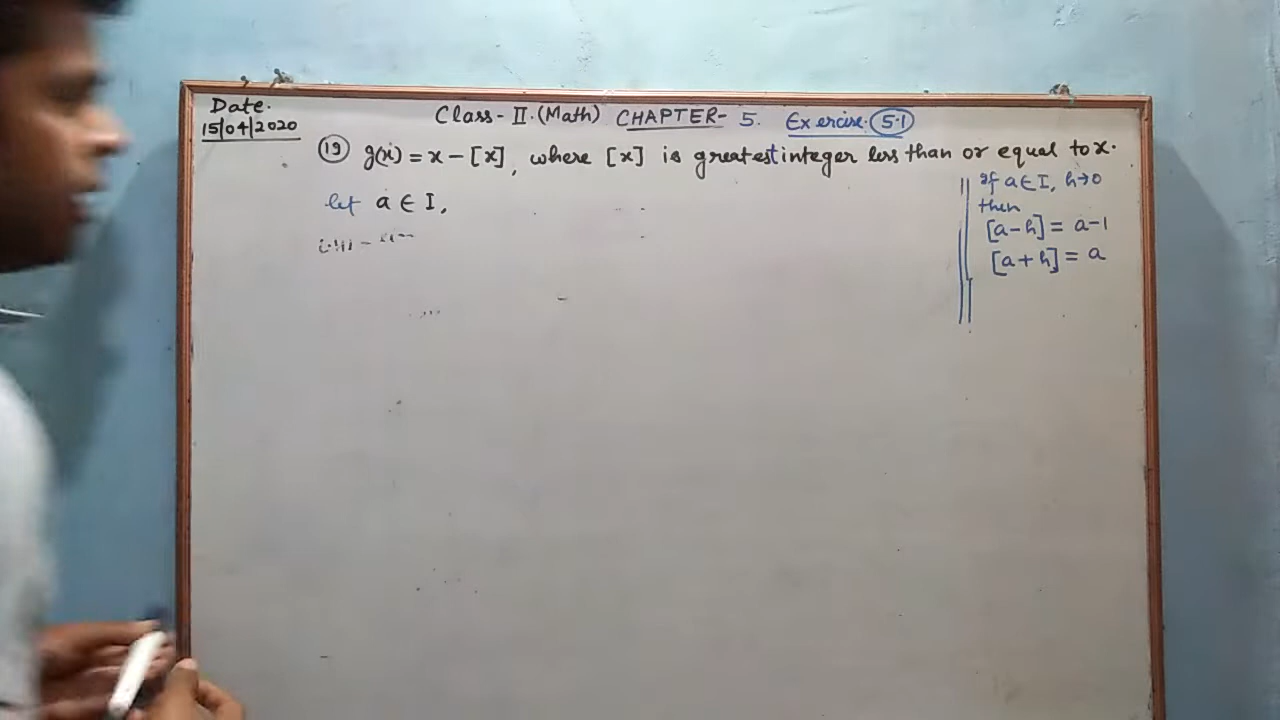 Date.
15/04/2020
Class - II. (Math) CHAPTER- 5. Exercise. 5.1
19 g(x) = x - [x], where [x] is greatest integer less than or equal to x.
let a ∈ I,
If a ∈ I, h→0
then
[a-h] = a-1
[a+h] = a